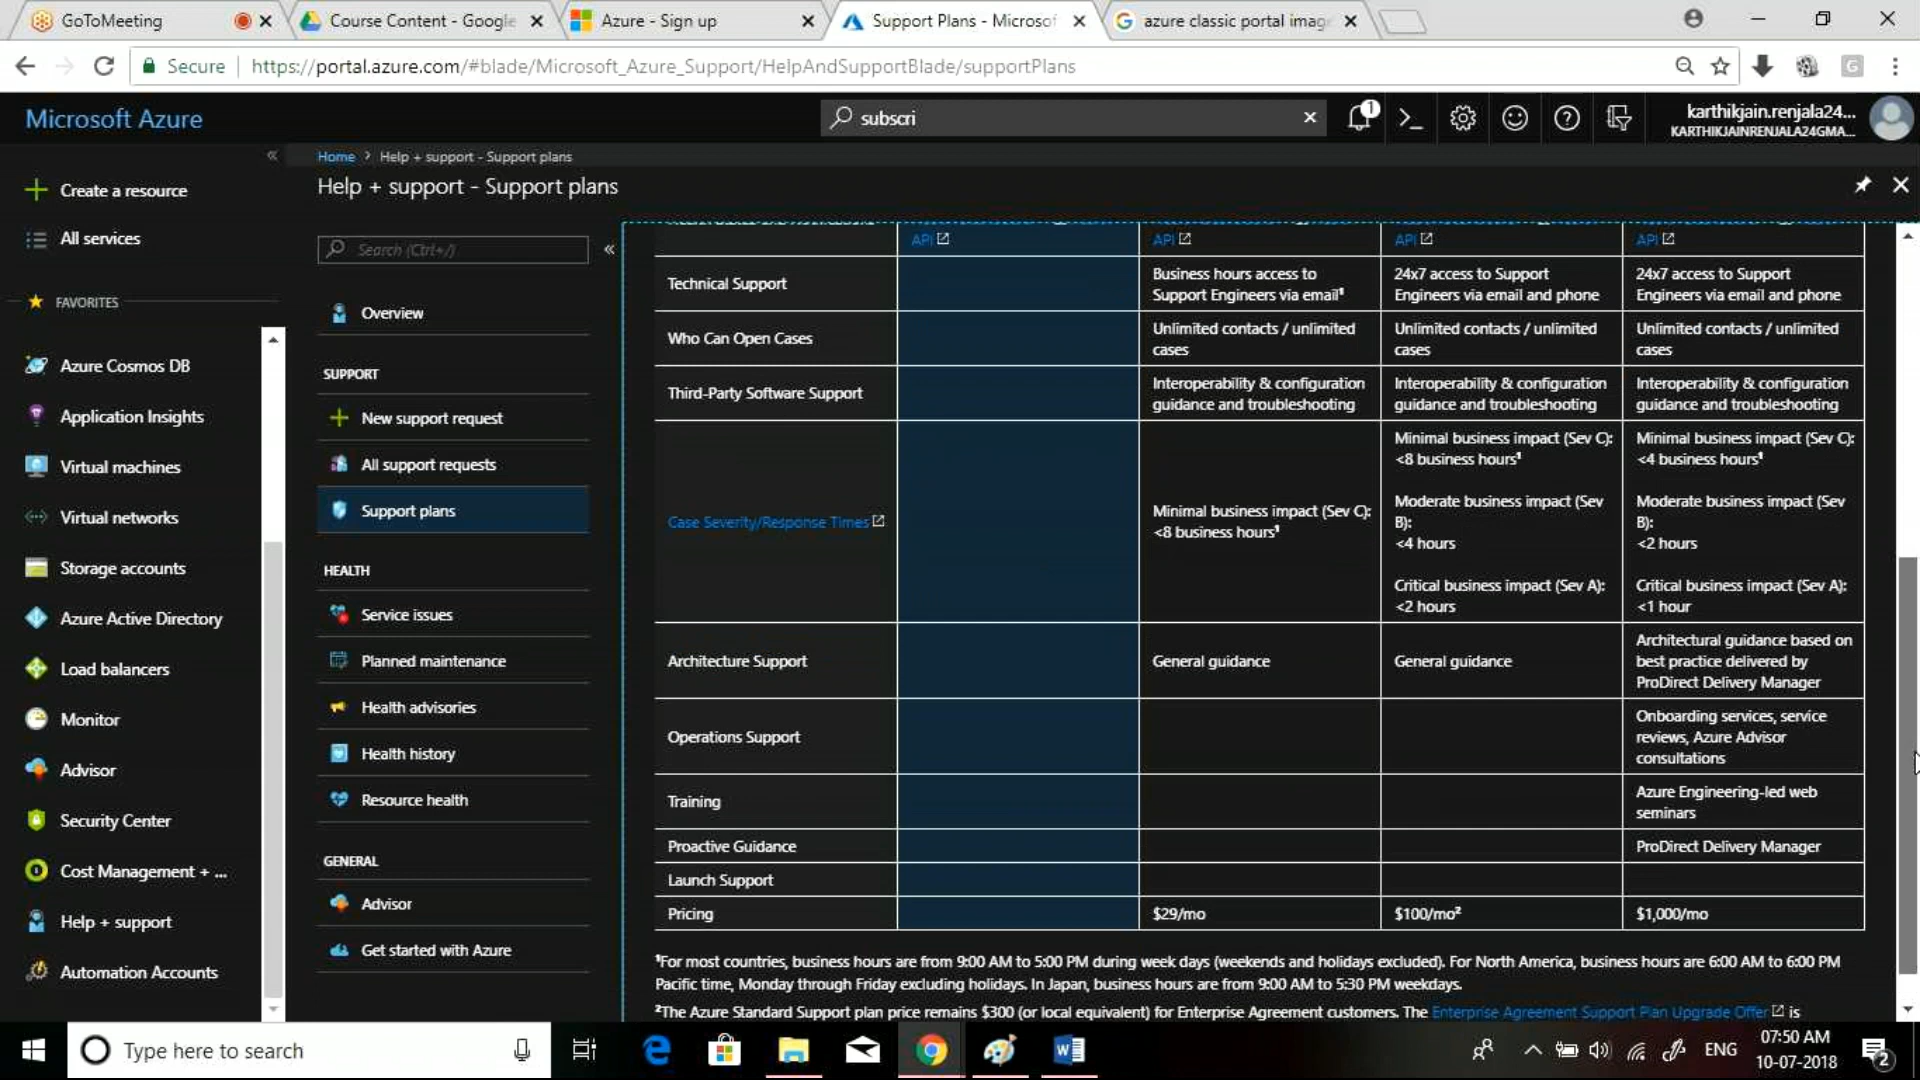 GoToMeeting
Course Content - Google
Azure - Sign up
Support Plans - Microsof
azure classic portal imag
Secure
https://portal.azure.com/#blade/Microsoft_Azure_Support/HelpAndSupportBlade/supportPlans
Microsoft Azure
subscri
1
karthikjain.renjala24...
KARTHIKJAINRENJALA24GMA...
Home > Help + support - Support plans
Help + support - Support plans
Create a resource
All services
FAVORITES
Azure Cosmos DB
Application Insights
Virtual machines
Virtual networks
Storage accounts
Azure Active Directory
Load balancers
Monitor
Advisor
Security Center
Cost Management + ...
Help + support
Automation Accounts
Search (Ctrl+/)
Overview
SUPPORT
New support request
All support requests
Support plans
HEALTH
Service issues
Planned maintenance
Health advisories
Health history
Resource health
GENERAL
Advisor
Get started with Azure
API API API API
Technical Support
Business hours access to
Support Engineers via email¹
24x7 access to Support
Engineers via email and phone
24x7 access to Support
Engineers via email and phone
Who Can Open Cases
Unlimited contacts / unlimited
cases
Unlimited contacts / unlimited
cases
Unlimited contacts / unlimited
cases
Third-Party Software Support
Interoperability & configuration
guidance and troubleshooting
Interoperability & configuration
guidance and troubleshooting
Interoperability & configuration
guidance and troubleshooting
Case Severity/Response Times
Minimal business impact (Sev C):
<8 business hours¹
Minimal business impact (Sev C):
<8 business hours¹
Moderate business impact (Sev
B):
<4 hours
Critical business impact (Sev A):
<2 hours
Minimal business impact (Sev C):
<4 business hours¹
Moderate business impact (Sev
B):
<2 hours
Critical business impact (Sev A):
<1 hour
Architecture Support
General guidance
General guidance
Architectural guidance based on
best practice delivered by
ProDirect Delivery Manager
Operations Support
Onboarding services, service
reviews, Azure Advisor
consultations
Training
Azure Engineering-led web
seminars
Proactive Guidance
ProDirect Delivery Manager
Launch Support
Pricing
$29/mo
$100/mo²
$1,000/mo
¹For most countries, business hours are from 9:00 AM to 5:00 PM during week days (weekends and holidays excluded). For North America, business hours are 6:00 AM to 6:00 PM
Pacific time, Monday through Friday excluding holidays. In Japan, business hours are from 9:00 AM to 5:30 PM weekdays.
²The Azure Standard Support plan price remains $300 (or local equivalent) for Enterprise Agreement customers. The Enterprise Agreement Support Plan Upgrade Offer is
Type here to search
ENG
07:50 AM
10-07-2018
2